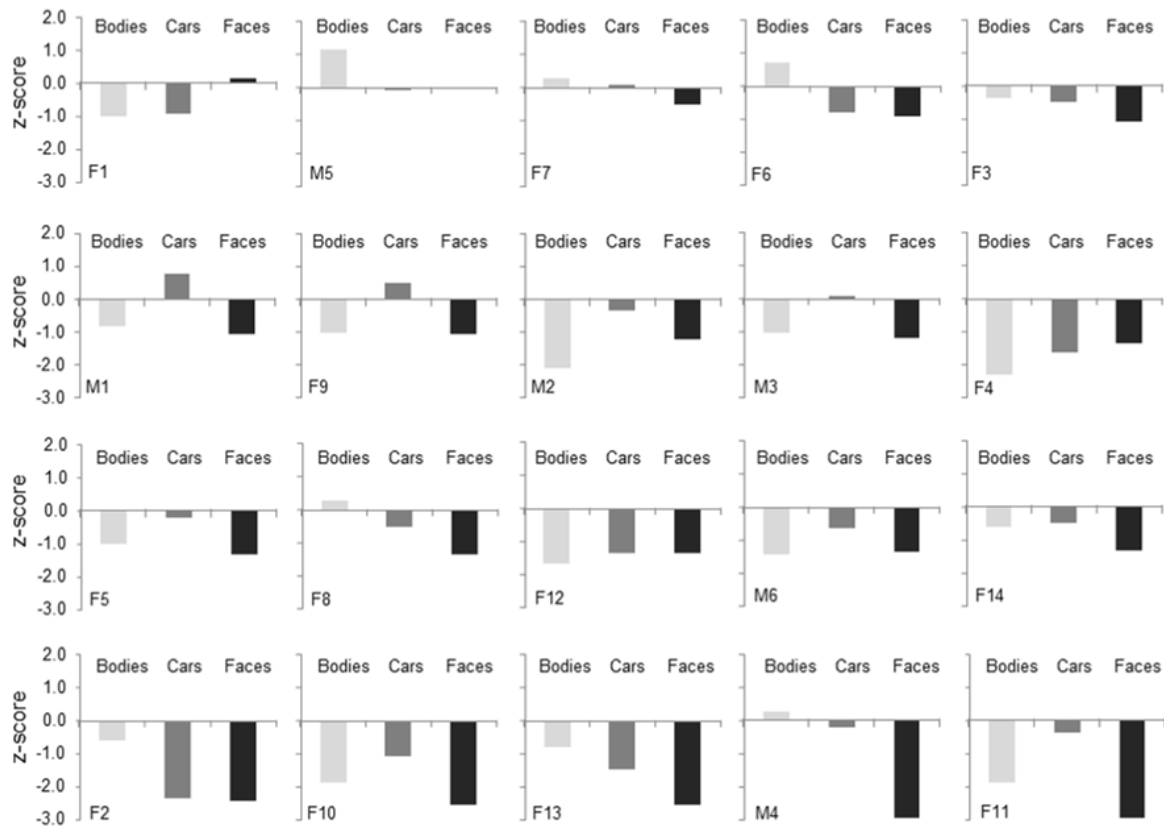 2.0 Bodies Cars Faces Bodies Cars Faces Bodies Cars Faces Bodies Cars Faces Bodies Cars Faces
1.0
0.0
-1.0
-2.0
-3.0
z-score
F1 M5 F7 F6 F3
2.0 Bodies Cars Faces Bodies Cars Faces Bodies Cars Faces Bodies Cars Faces Bodies Cars Faces
1.0
0.0
-1.0
-2.0
-3.0
z-score
M1 F9 M2 M3 F4
2.0
Bodies Cars Faces Bodies Cars Faces Bodies Cars Faces Bodies Cars Faces Bodies Cars Faces
1.0
0.0
-1.0
-2.0
-3.0
z-score
F5 F8 F12 M6 F14
2.0
Bodies Cars Faces Bodies Cars Faces Bodies Cars Faces Bodies Cars Faces Bodies Cars Faces
1.0
0.0
-1.0
-2.0
-3.0
z-score
F2 F10 F13 M4 F11